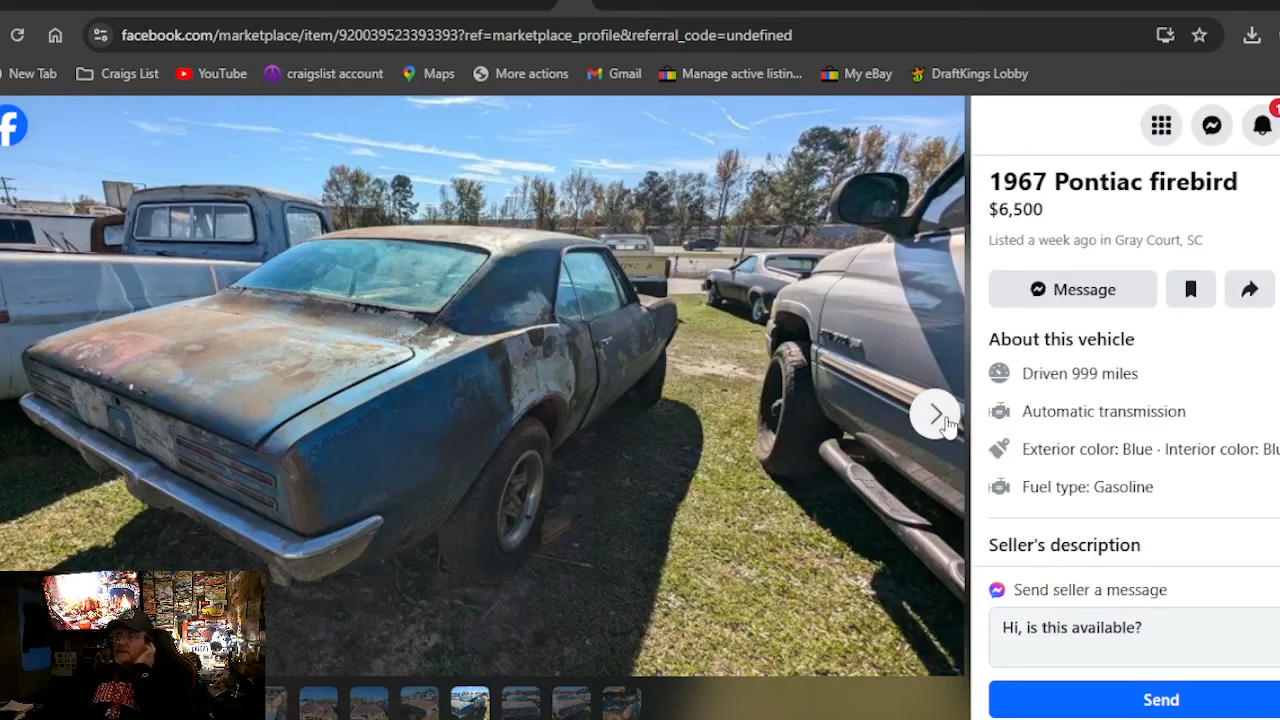 facebook.com/marketplace/item/920039523393393?ref=marketplace_profile&referral_code=undefined
New Tab
Craigs List
YouTube
craigslist account
Maps
More actions
Gmail
Manage active listin...
My eBay
DraftKings Lobby
1967 Pontiac firebird
$6,500
Listed a week ago in Gray Court, SC
Message
About this vehicle
Driven 999 miles
Automatic transmission
Exterior color: Blue · Interior color: Blu
Fuel type: Gasoline
Seller's description
Send seller a message
Hi, is this available?
Send